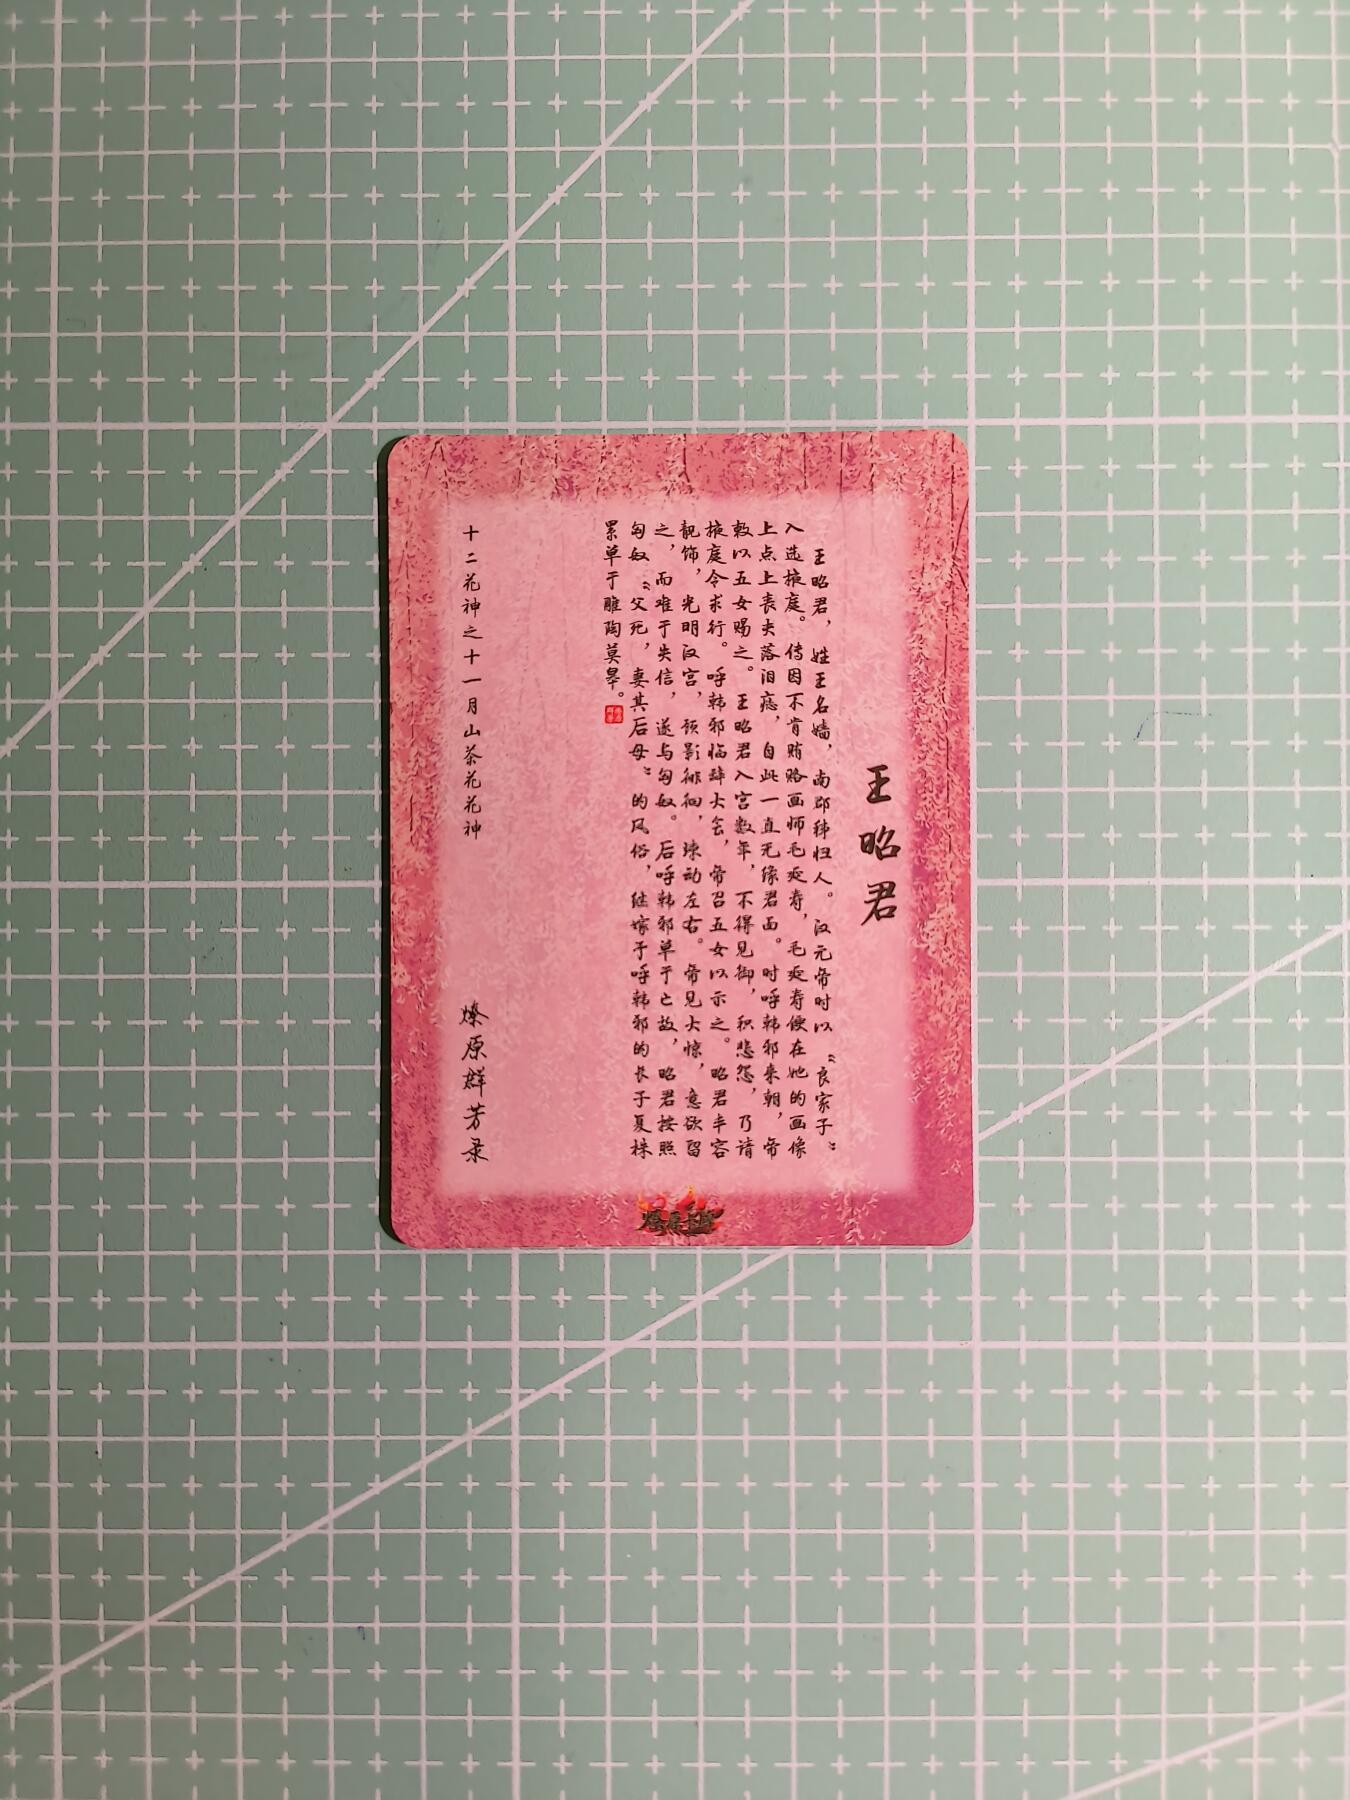 王昭君
王昭君，姓王名嫱，南郡秭归人。汉元帝时以“良家子”
入选掖庭。传因不肯贿赂画师毛延寿，毛延寿便在她的画像
上点上丧夫落泪痣，自此一直无缘君面。时呼韩邪来朝，帝
敕以五女赐之。王昭君入宫数年，不得见御，积悲怨，乃请
掖庭令求行。呼韩邪临辞大会，帝召五女以示之。昭君丰容
靓饰，光明汉宫，顾影徘徊，竦动左右。帝见大惊，意欲留
之，而难于失信，遂与匈奴。后呼韩邪单于亡故，昭君按照
匈奴“父死，妻其后母”的风俗，继嫁于呼韩邪的长子复株
累单于雕陶莫皋。
十二花神之十一月山茶花花神
燎原群芳录